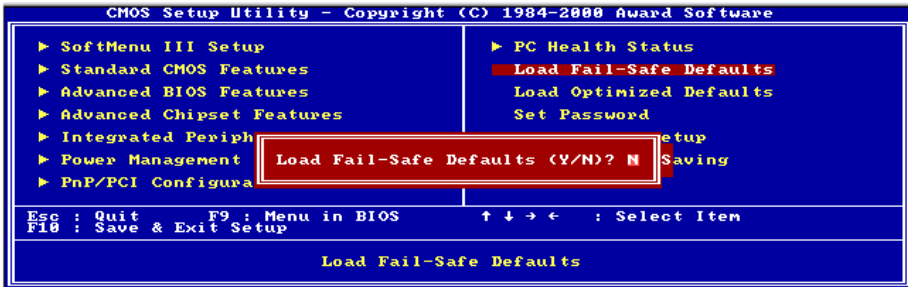 CMOS Setup Utility - Copyright (C) 1984-2000 Award Software
► SoftMenu III Setup
► Standard CMOS Features
► Advanced BIOS Features
► Advanced Chipset Features
► Integrated Periph
► Power Management
► PnP/PCI Configura
► PC Health Status
Load Fail-Safe Defaults
Load Optimized Defaults
Set Password
etup
Saving
Load Fail-Safe Defaults (Y/N)? N
Esc : Quit F9 : Menu in BIOS ↑ ↓ → ← : Select Item
F10 : Save & Exit Setup
Load Fail-Safe Defaults